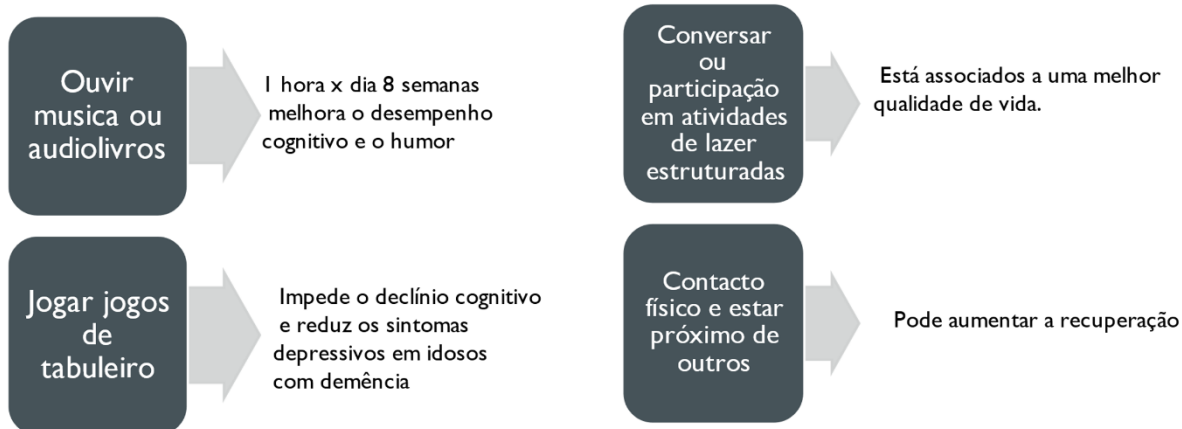 Ouvir
musica ou
audiolivros
1 hora x dia 8 semanas
melhora o desempenho
cognitivo e o humor
Jogar jogos
de
tabuleiro
Impede o declínio cognitivo
e reduz os sintomas
depressivos em idosos
com demência
Conversar
ou
participação
em atividades
de lazer
estruturadas
Está associados a uma melhor
qualidade de vida.
Contacto
físico e estar
próximo de
outros
Pode aumentar a recuperação